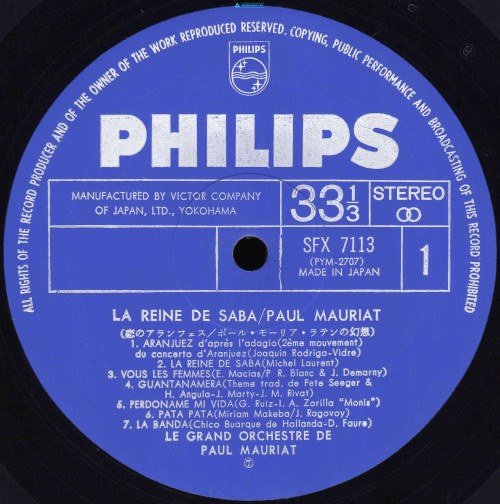 ALL RIGHTS OF THE RECORD PRODUCER AND OF THE OWNER OF THE WORK REPRODUCED RESERVED. COPYING, PUBLIC PERFORMANCE AND BROADCASTING OF THIS RECORD PROHIBITED
PHILIPS
PHILIPS
MANUFACTURED BY VICTOR COMPANY
OF JAPAN, LTD., YOKOHAMA
33 1/3
STEREO
SFX 7113
(PYM-2707)
MADE IN JAPAN
1
LA REINE DE SABA/PAUL MAURIAT
(恋のアランフェス/ポール・モーリア・ラテンの幻想)
1. ARANJUEZ d'après l'adagio(2ème mouvement)
du concerto d'Aranjuez(Joaquin Rodrigo-Vidre)
2. LA REINE DE SABA(Michel Laurent)
3. VOUS LES FEMMES(E. Macias/P R. Blanc & J. Demarny)
4. GUANTANAMERA(Theme trad. de Pete Seeger &
H. Angulo-J. Marty-J. M. Rivat)
5. PERDONAME MI VIDA(G. Ruiz-I. A. Zorilla "Monis")
6. PATA PATA(Miriam Makeba/J. Ragovoy)
7. LA BANDA(Chico Buarque de Hollanda-D. Faure)
LE GRAND ORCHESTRE DE
PAUL MAURIAT